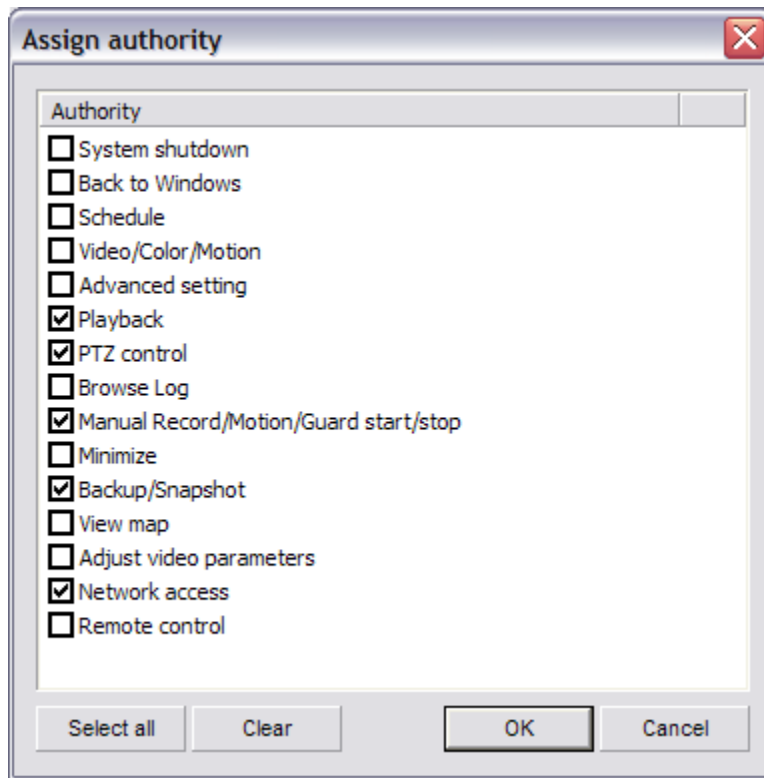 Assign authority
Authority
System shutdown
Back to Windows
Schedule
Video/Color/Motion
Advanced setting
Playback
PTZ control
Browse Log
Manual Record/Motion/Guard start/stop
Minimize
Backup/Snapshot
View map
Adjust video parameters
Network access
Remote control
Select all Clear OK Cancel